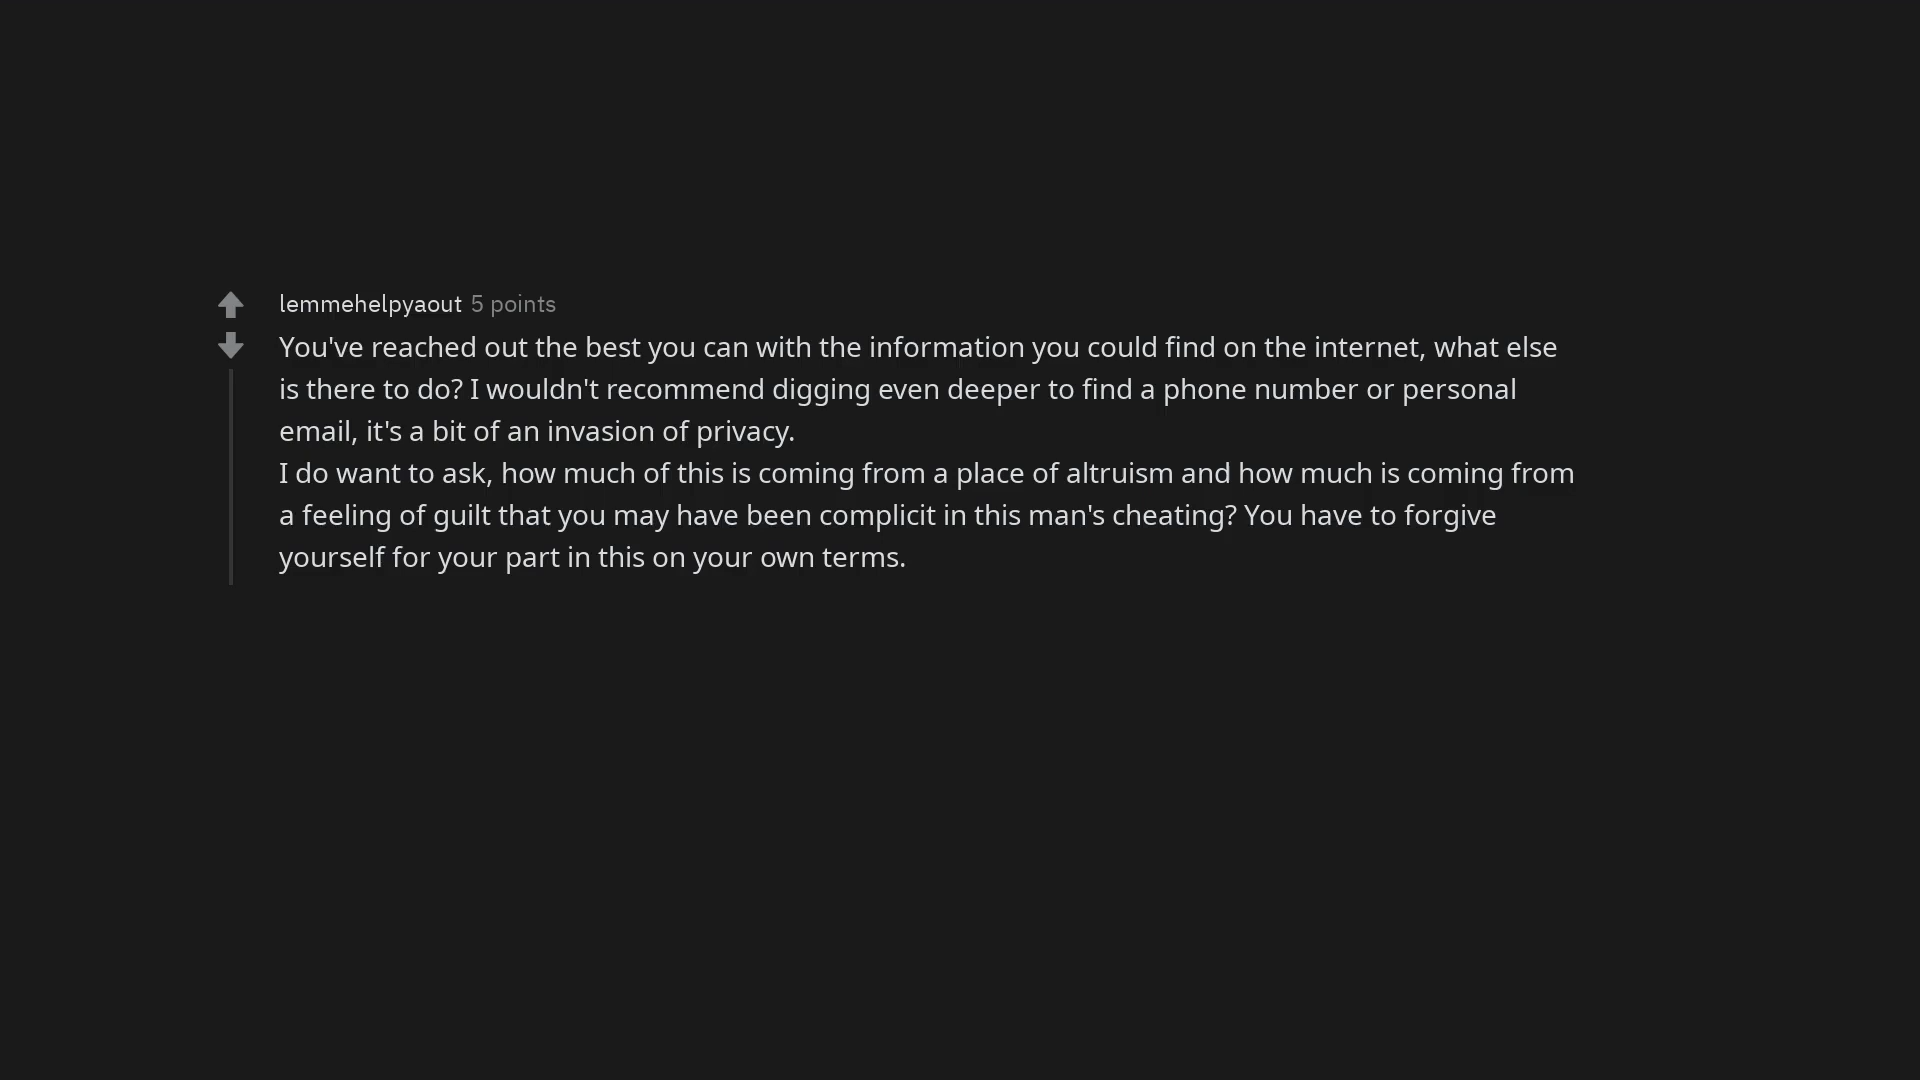 lemmehelpyaout 5 points
You've reached out the best you can with the information you could find on the internet, what else
is there to do? I wouldn't recommend digging even deeper to find a phone number or personal
email, it's a bit of an invasion of privacy.
I do want to ask, how much of this is coming from a place of altruism and how much is coming from
a feeling of guilt that you may have been complicit in this man's cheating? You have to forgive
yourself for your part in this on your own terms.